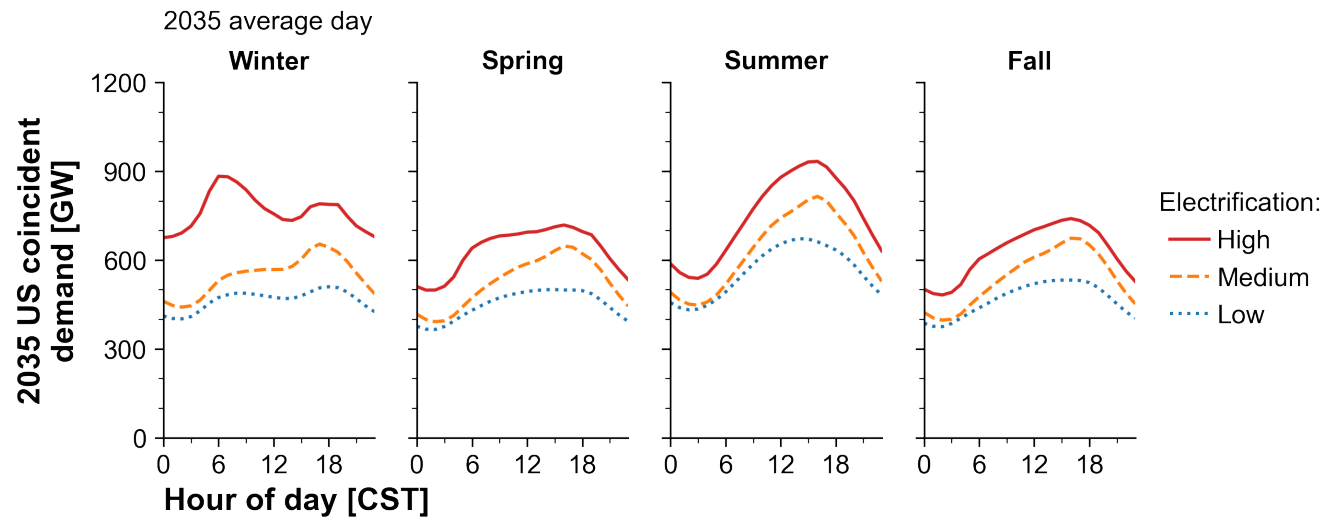 2035 average day
Winter
Spring
Summer
Fall
2035 US coincident
demand [GW]
1200
900
600
300
0
0 6 12 18
0 6 12 18
0 6 12 18
0 6 12 18
Hour of day [CST]
Electrification:
High
Medium
Low